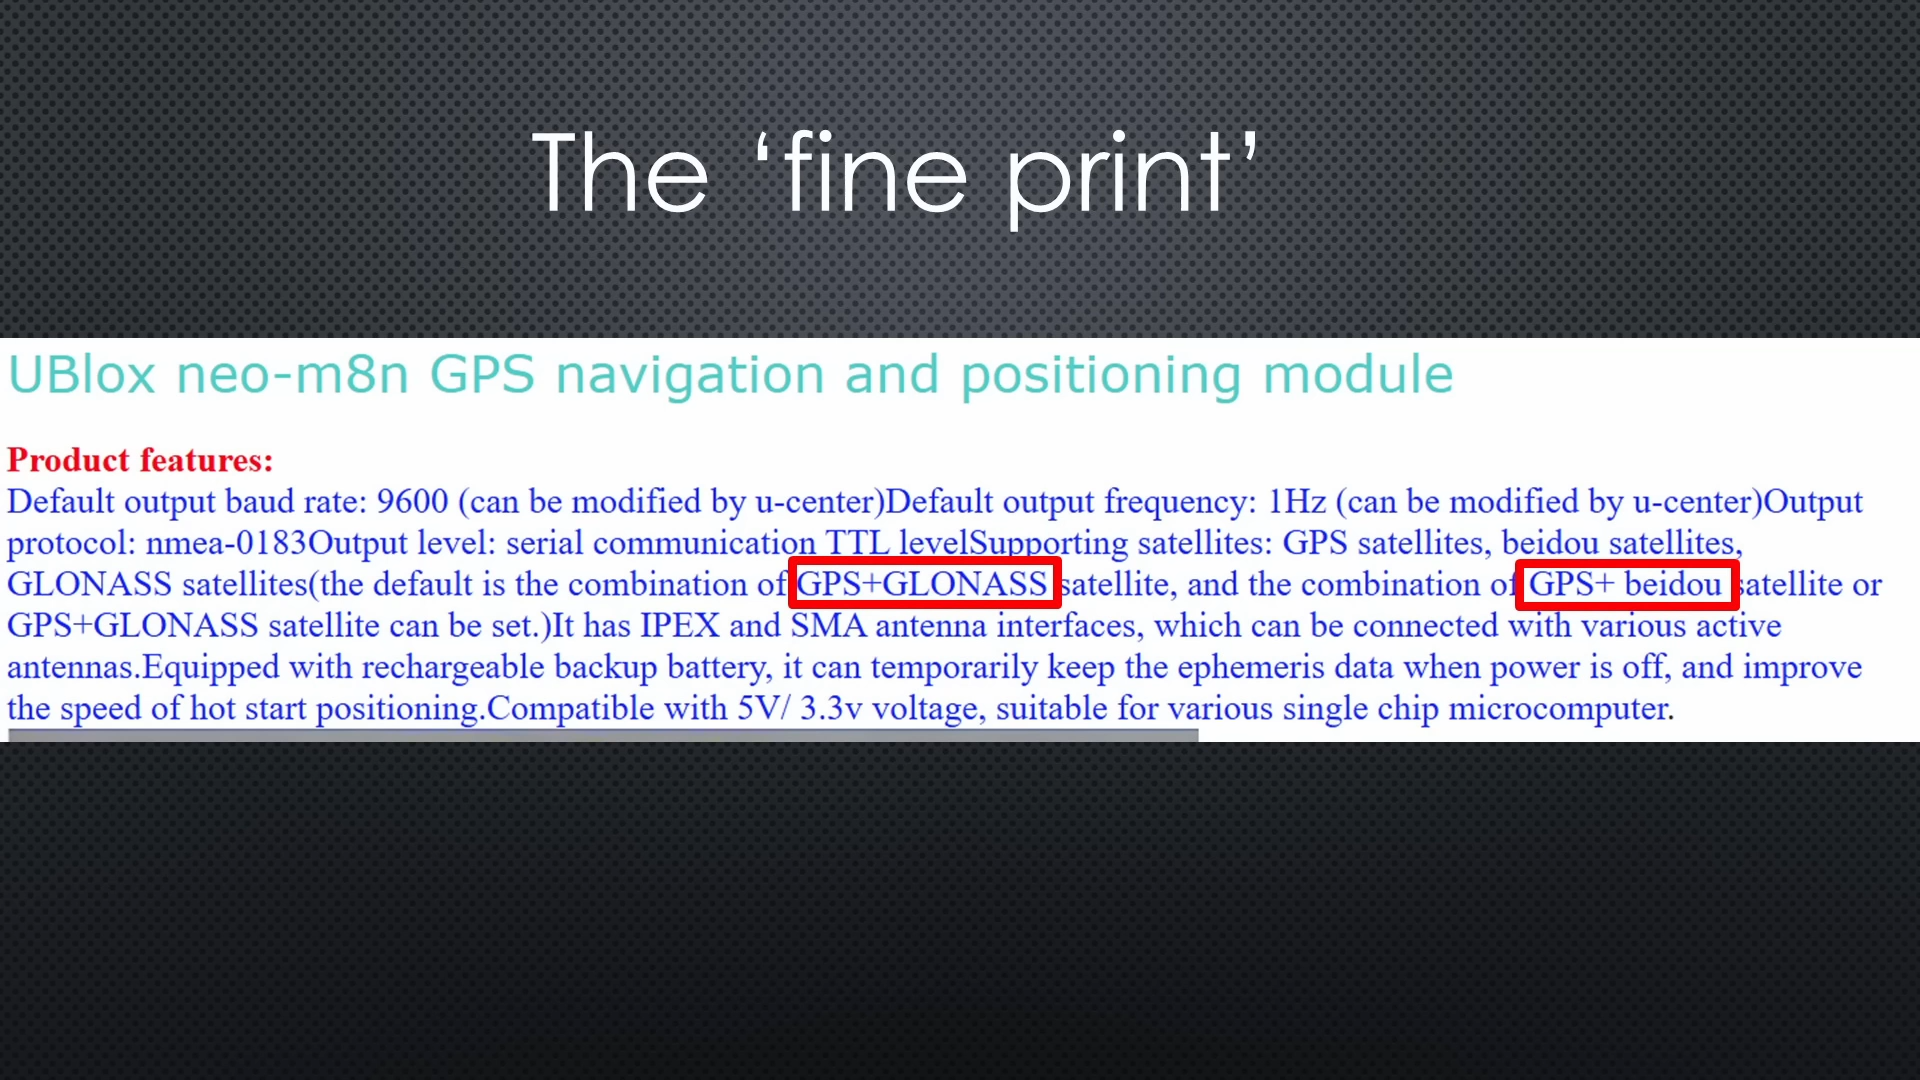 The ‘fine print’
UBlox neo-m8n GPS navigation and positioning module
Product features:
Default output baud rate: 9600 (can be modified by u-center)Default output frequency: 1Hz (can be modified by u-center)Output
protocol: nmea-0183Output level: serial communication TTL levelSupporting satellites: GPS satellites, beidou satellites,
GLONASS satellites(the default is the combination of GPS+GLONASS satellite, and the combination of GPS+ beidou satellite or
GPS+GLONASS satellite can be set.)It has IPEX and SMA antenna interfaces, which can be connected with various active
antennas.Equipped with rechargeable backup battery, it can temporarily keep the ephemeris data when power is off, and improve
the speed of hot start positioning.Compatible with 5V/ 3.3v voltage, suitable for various single chip microcomputer.